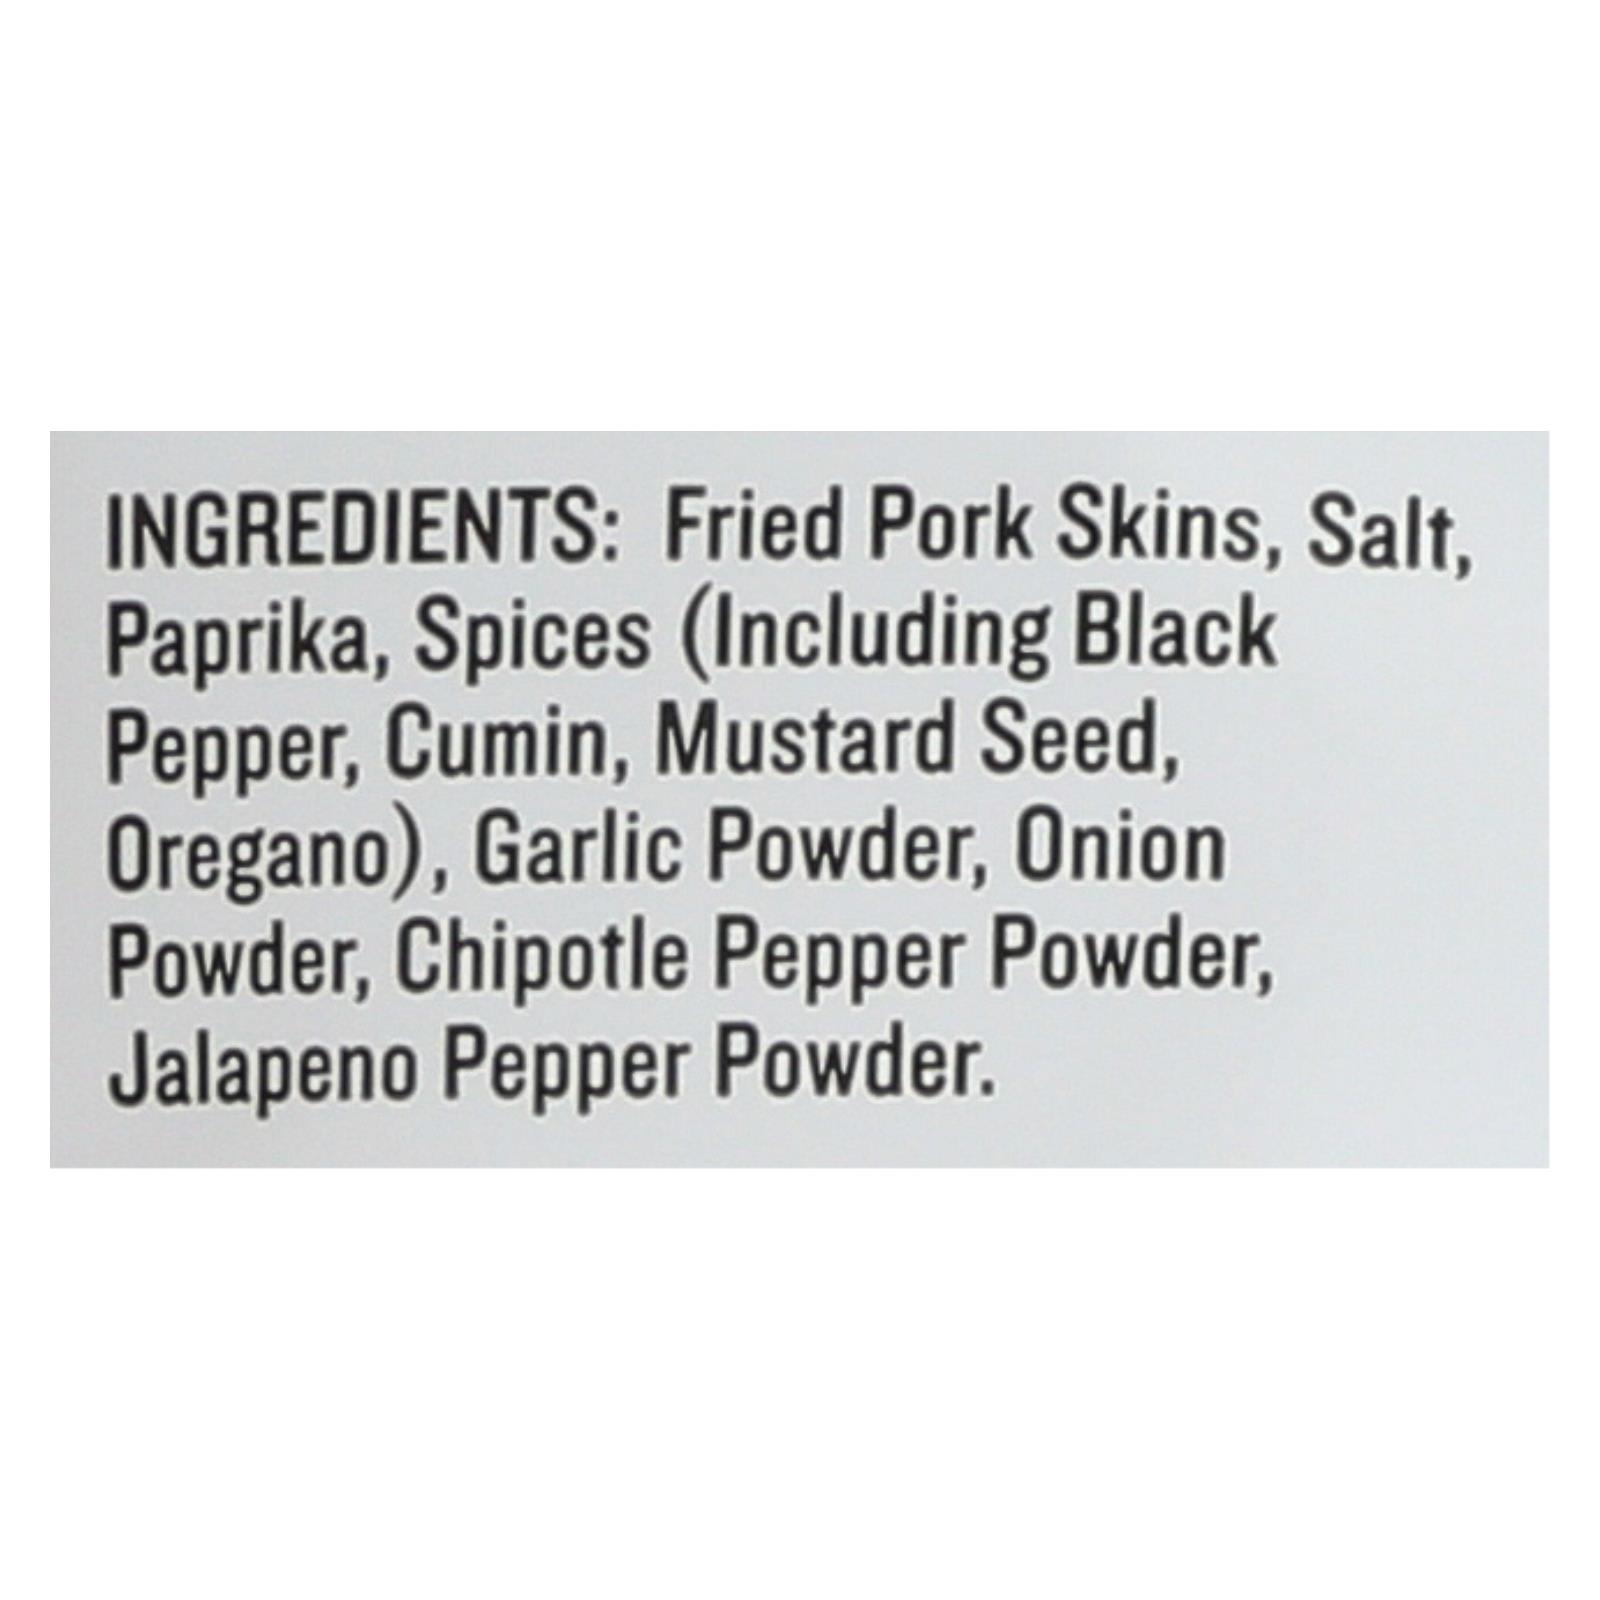 INGREDIENTS: Fried Pork Skins, Salt,
Paprika, Spices (Including Black
Pepper, Cumin, Mustard Seed,
Oregano), Garlic Powder, Onion
Powder, Chipotle Pepper Powder,
Jalapeno Pepper Powder.